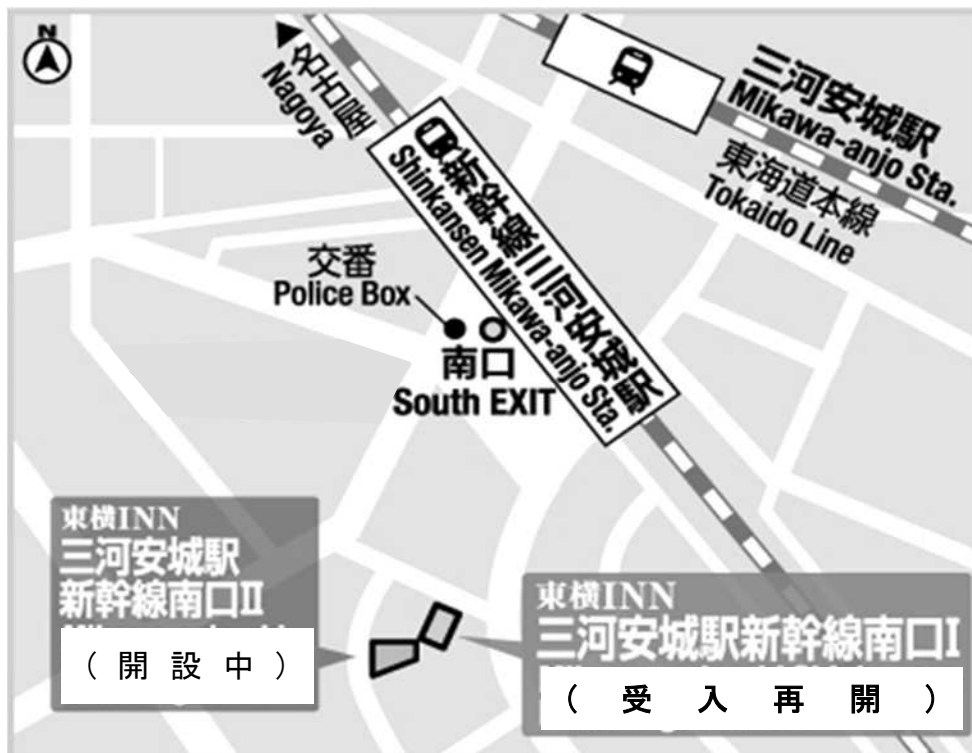 N
名古屋
Nagoya
三河安城駅
Mikawa-anjo Sta.
東海道本線
Tokaido Line
新幹線三河安城駅
Shinkansen Mikawa-anjo Sta.
交番
Police Box
南口
South EXIT
東横INN
三河安城駅
新幹線南口II
(開設中)
東横INN
三河安城駅新幹線南口I
(受入再開)